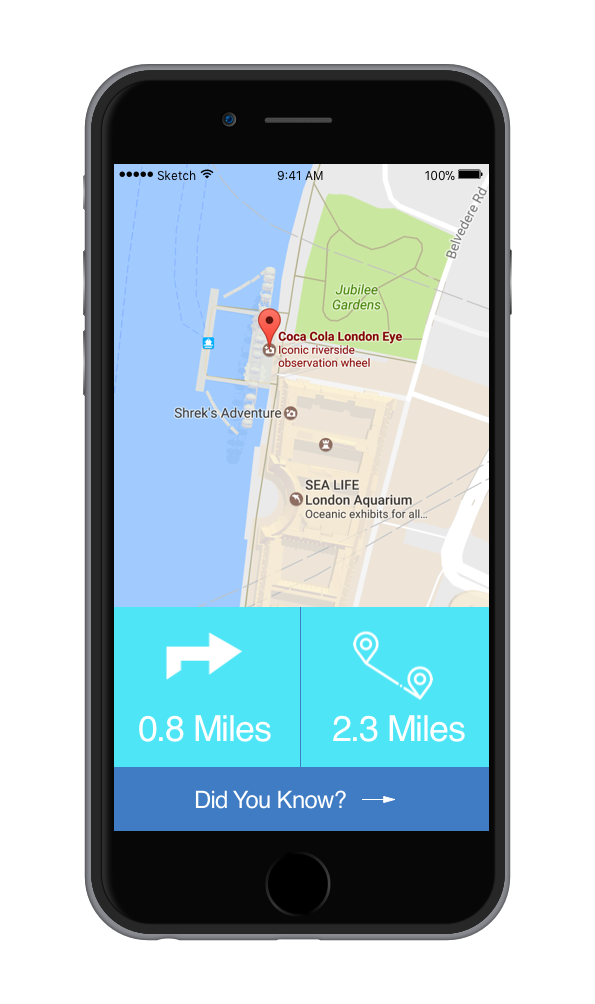 Sketch 9:41 AM 100%
Belvedere Rd
Jubilee
Gardens
Coca Cola London Eye
Iconic riverside
observation wheel
Shrek's Adventure
SEA LIFE
London Aquarium
Oceanic exhibits for all...
0.8 Miles 2.3 Miles
Did You Know?